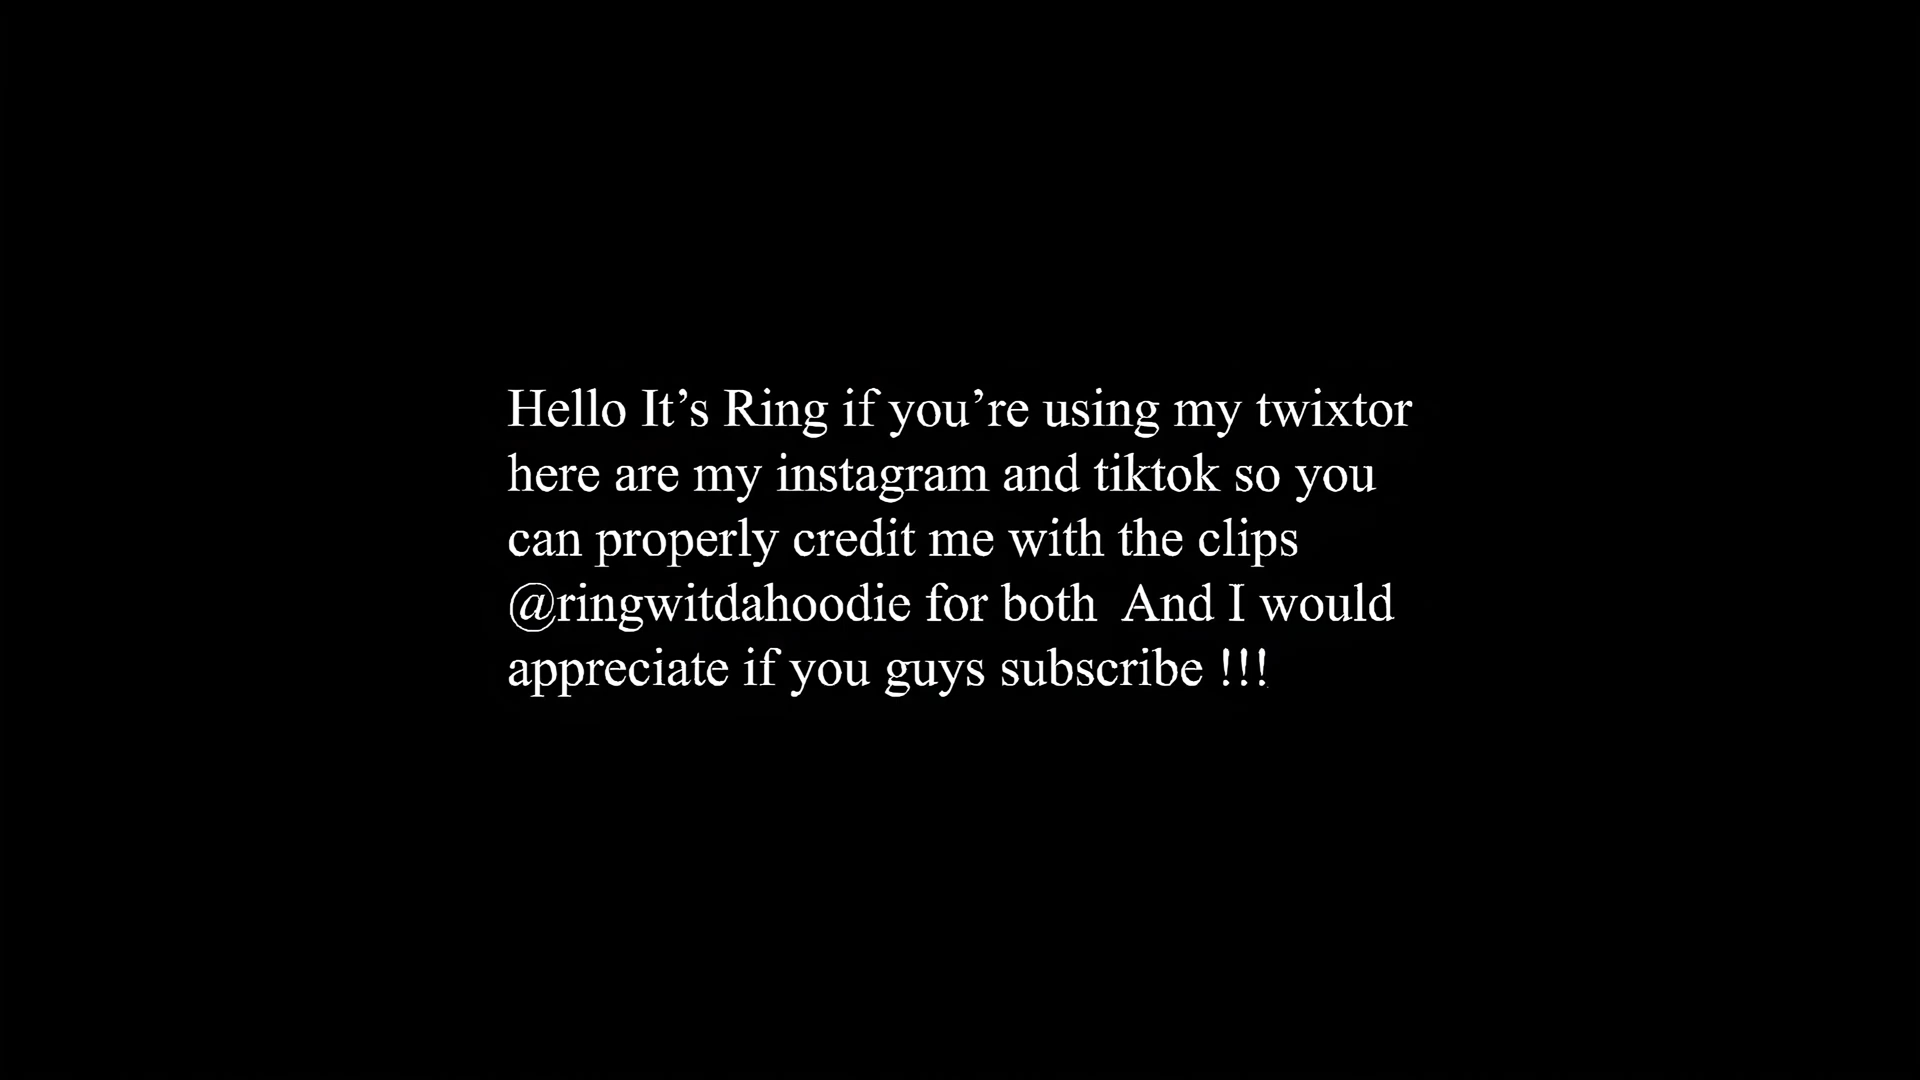 Hello It’s Ring if you’re using my twixtor
here are my instagram and tiktok so you
can properly credit me with the clips
@ringwitdahoodie for both  And I would
appreciate if you guys subscribe !!!